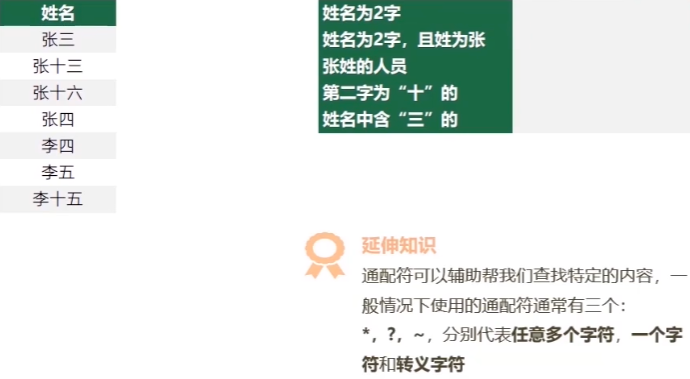 姓名
张三
张十三
张十六
张四
李四
李五
李十五
姓名为2字
姓名为2字，且姓为张
张姓的人员
第二字为“十”的
姓名中含“三”的
延伸知识
通配符可以辅助帮我们查找特定的内容，一
般情况下使用的通配符通常有三个：
*，?，~，分别代表任意多个字符，一个字
符和转义字符